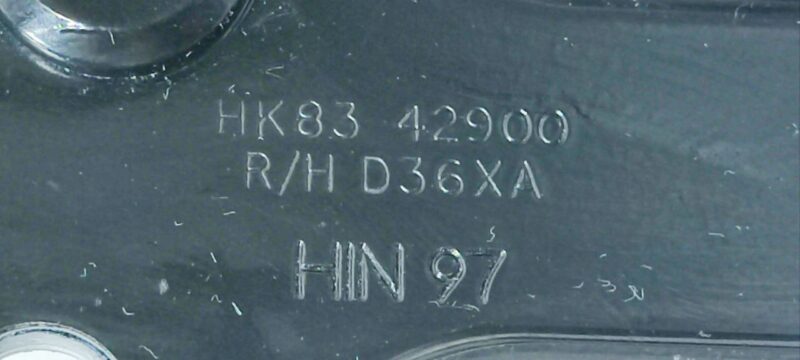 HK83 42900
R/H D36XA
HIN 97